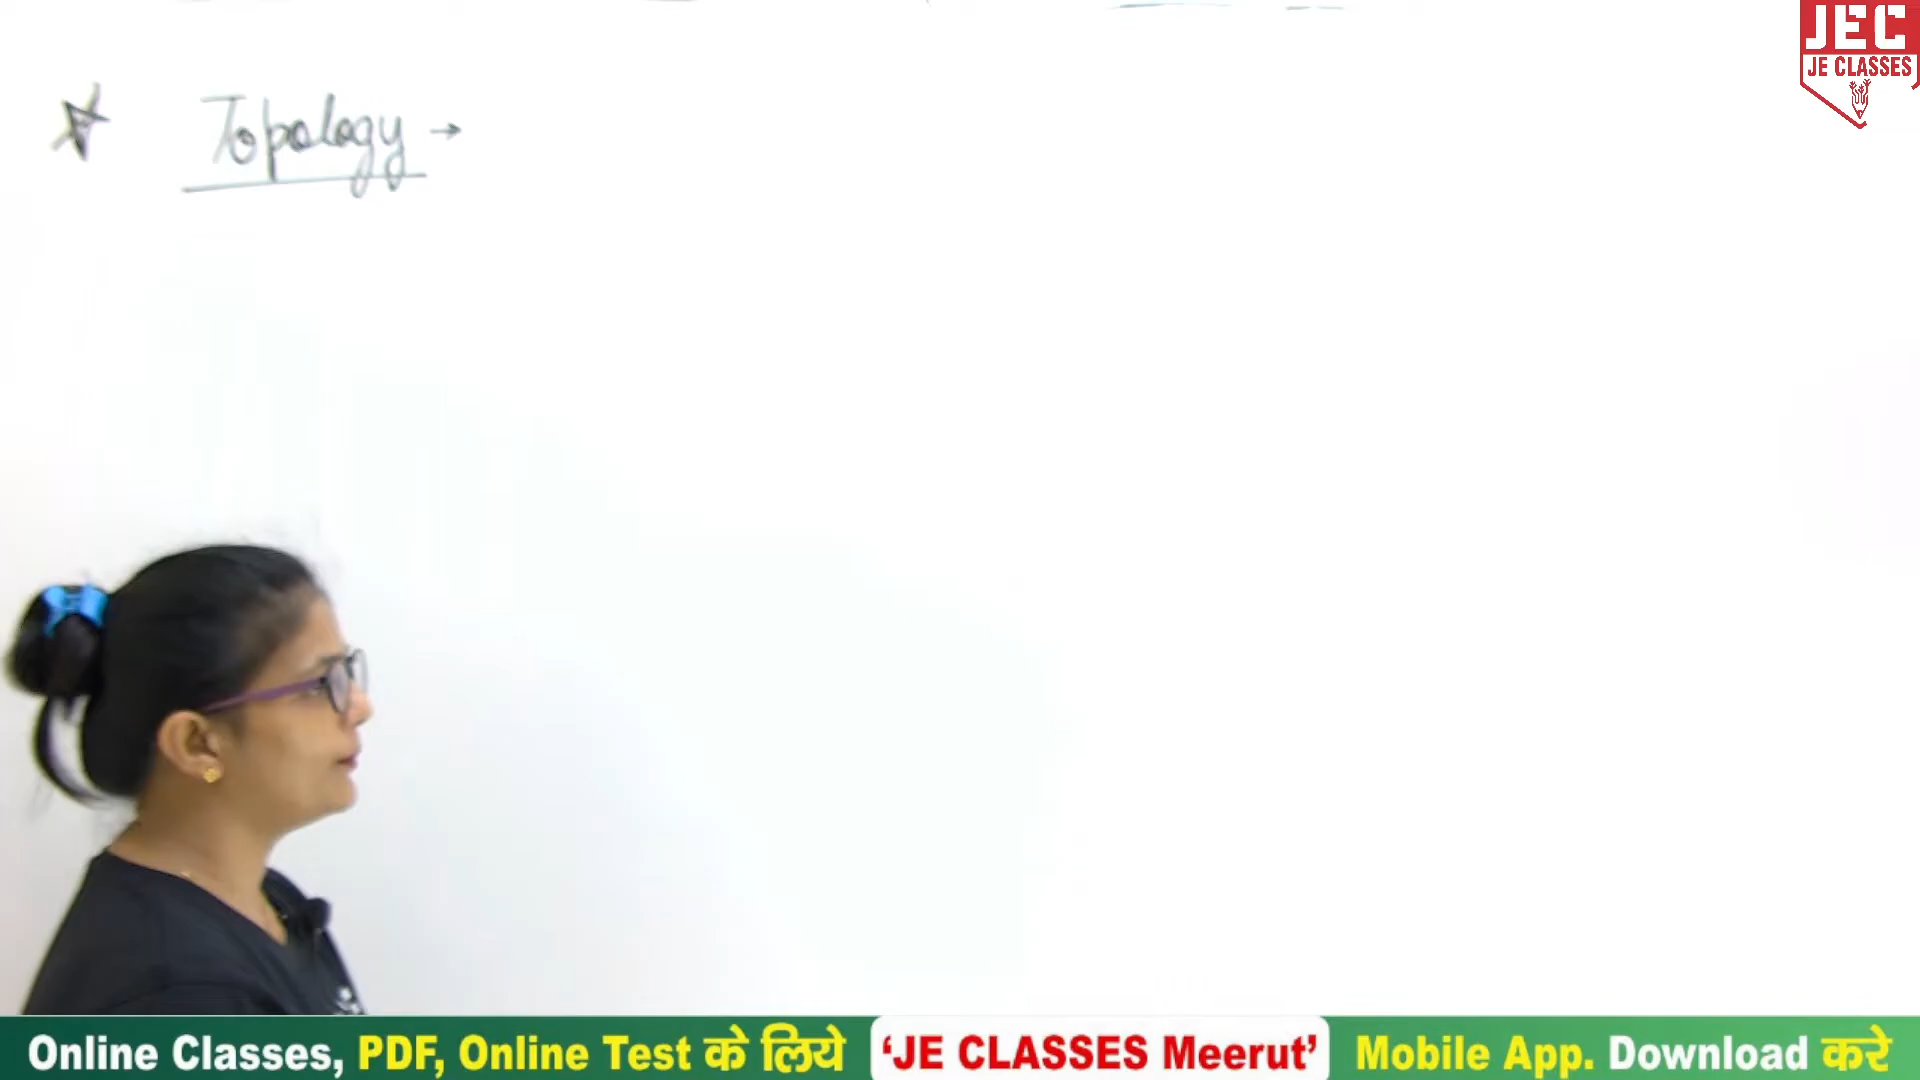 JEC
JE CLASSES
Topology →
Online Classes, PDF, Online Test के लिये 'JE CLASSES Meerut' Mobile App. Download करे